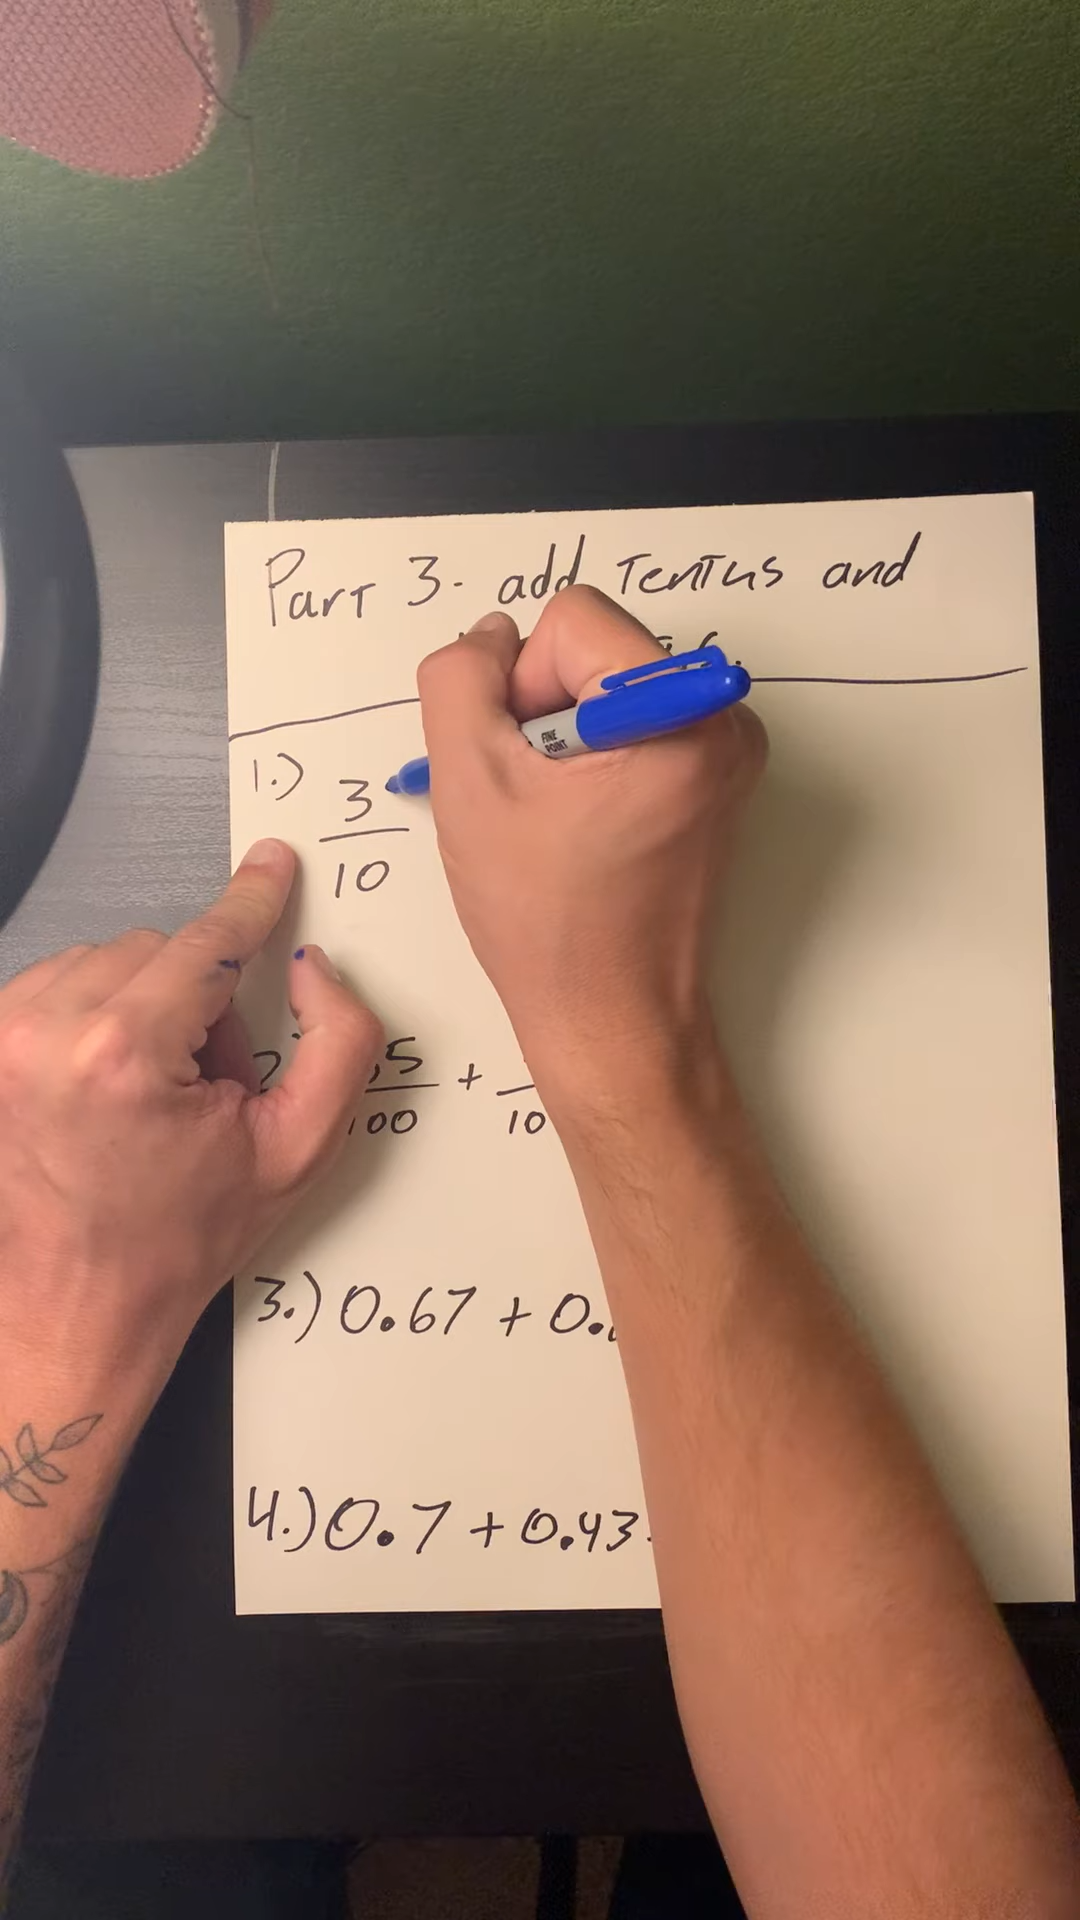 Part 3. add Tenths and
FINE
POINT
1.) 3
10
5 +
100 10
3.) 0.67 + 0.
4.) 0.7 + 0.43